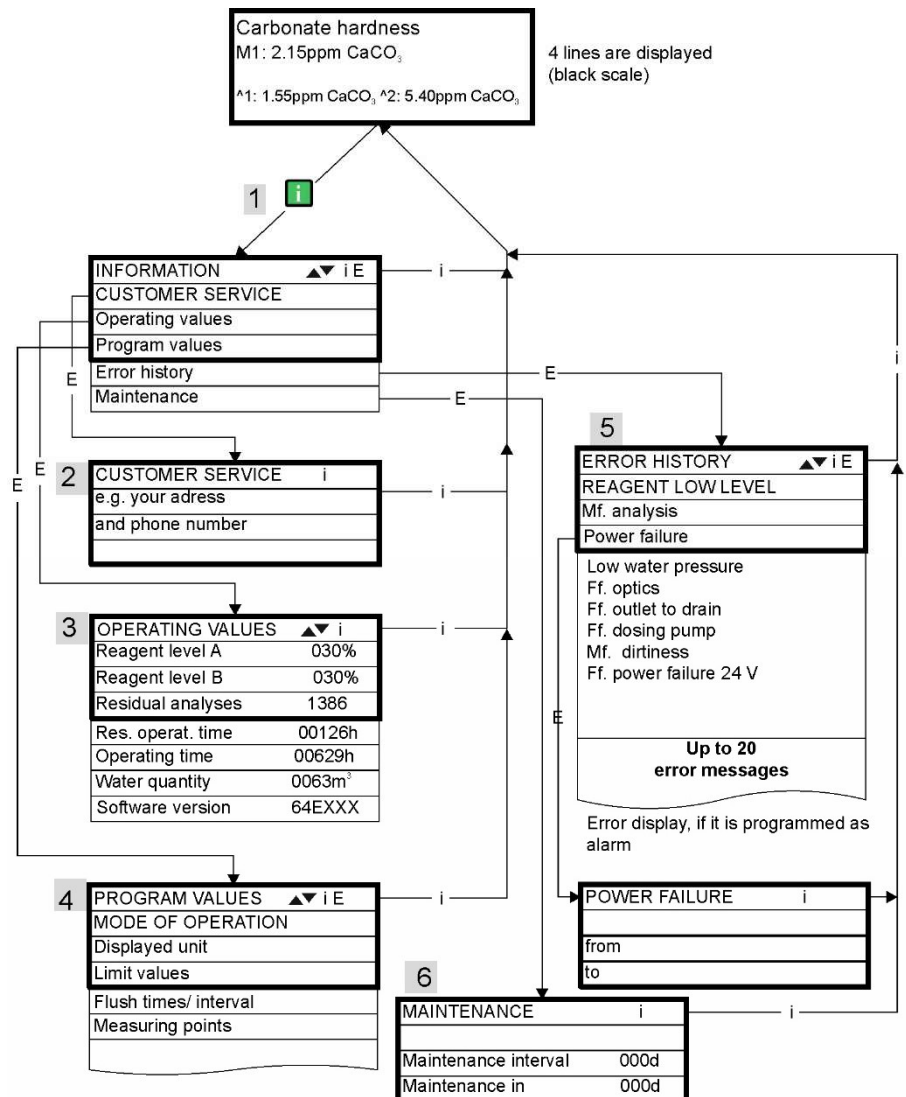 Carbonate hardness
M1: 2.15ppm CaCO₃
^1: 1.55ppm CaCO₃ ^2: 5.40ppm CaCO₃
4 lines are displayed
(black scale)
1
i
INFORMATION ▲▼ i E
CUSTOMER SERVICE
Operating values
Program values
Error history
Maintenance
i
E
E
E
E
E
i
2
CUSTOMER SERVICE i
e.g. your adress
and phone number
i
3
OPERATING VALUES ▲▼ i
Reagent level A 030%
Reagent level B 030%
Residual analyses 1386
Res. operat. time 00126h
Operating time 00629h
Water quantity 0063m³
Software version 64EXXX
i
4
PROGRAM VALUES ▲▼ i E
MODE OF OPERATION
Displayed unit
Limit values
Flush times/ interval
Measuring points
i
5
ERROR HISTORY ▲▼ i E
REAGENT LOW LEVEL
Mf. analysis
Power failure
Low water pressure
Ff. optics
Ff. outlet to drain
Ff. dosing pump
Mf. dirtiness
Ff. power failure 24 V
Up to 20
error messages
Error display, if it is programmed as
alarm
E
POWER FAILURE i
from
to
6
MAINTENANCE i
Maintenance interval 000d
Maintenance in 000d
i